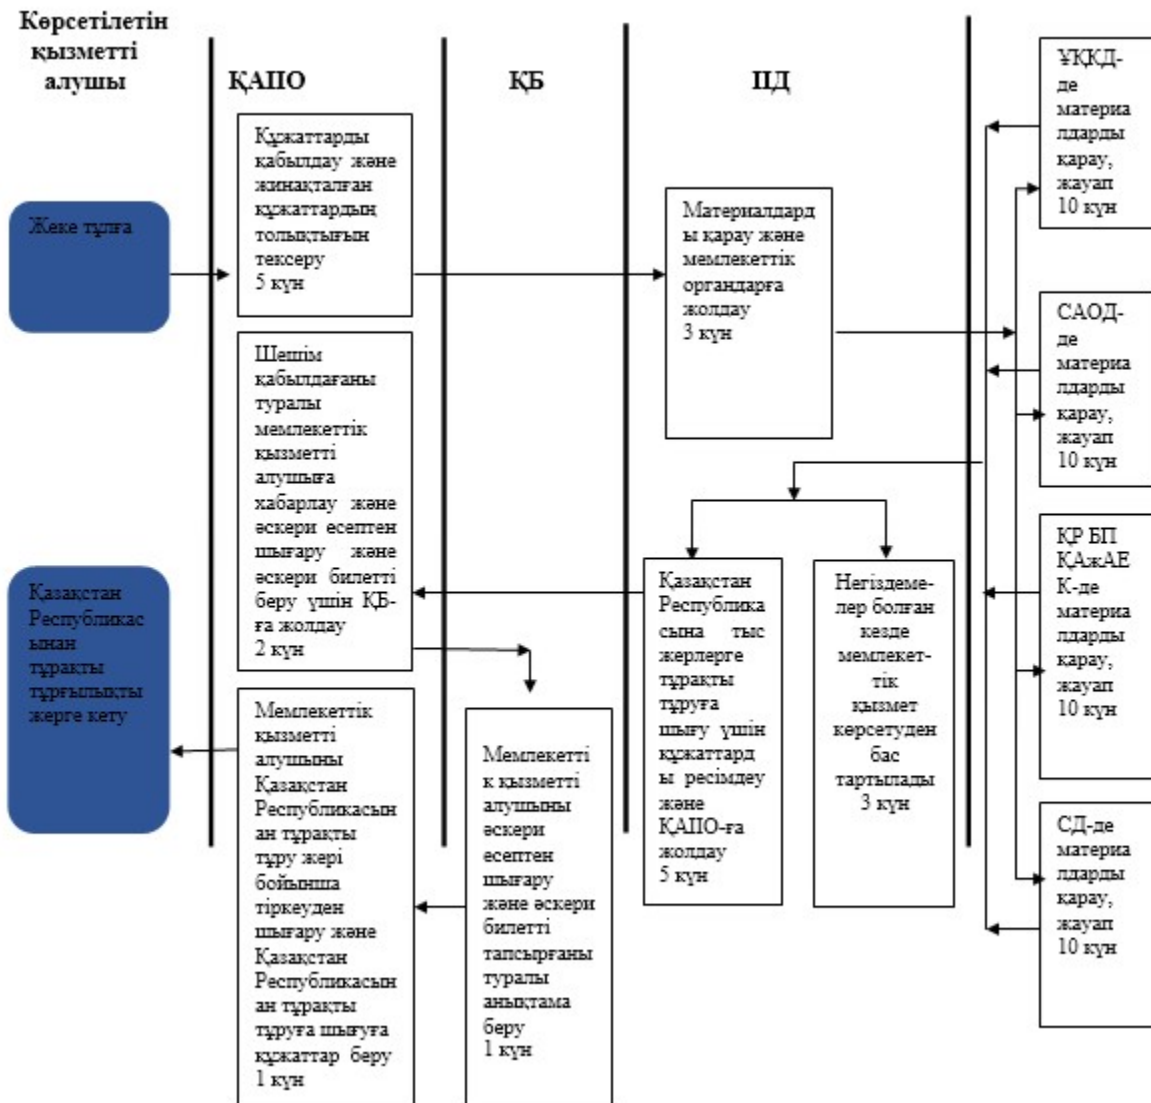 Көрсетілетін
қызметті
алушы
ҚАПО
ҚБ
ПД
Жеке тұлға
Құжаттарды
қабылдау және
жинақталған
құжаттардың
толықтығын
тексеру
5 күн
Материалдард
ы қарау және
мемлекеттік
органдарға
жолдау
3 күн
ҰҚКД-
де
материа
лдарды
қарау,
жауап
10 күн
САОД-
де
материа
лдарды
қарау,
жауап
10 күн
Шешім
қабылдағаны
туралы
мемлекеттік
қызметті
алушыға
хабарлау және
әскери есептен
шығару және
әскери билетті
беру үшін ҚБ-
ға жолдау
2 күн
Қазақстан
Республикас
ынан
тұрақты
тұрғылықты
жерге кету
Қазақстан
Республика
сына тыс
жерлерге
тұрақты
тұруға
шығу үшін
құжаттард
ы ресімдеу
және
ҚАПО-ға
жолдау
5 күн
Негіздеме-
лер болған
кезде
мемлекет-
тік
қызмет
көрсетуден
бас
тартылады
3 күн
ҚР БП
ҚАжАЕ
К-де
материа
лдарды
қарау,
жауап
10 күн
Мемлекеттік
қызметті
алушыны
Қазақстан
Республикасын
ан тұрақты
тұру жері
бойынша
тіркеуден
шығару және
Қазақстан
Республикасын
ан тұрақты
тұруға шығуға
құжаттар беру
1 күн
Мемлекетті
к қызметті
алушыны
әскери
есептен
шығару
және әскери
билетті
тапсырғаны
туралы
анықтама
беру
1 күн
СД-де
материа
лдарды
қарау,
жауап
10 күн